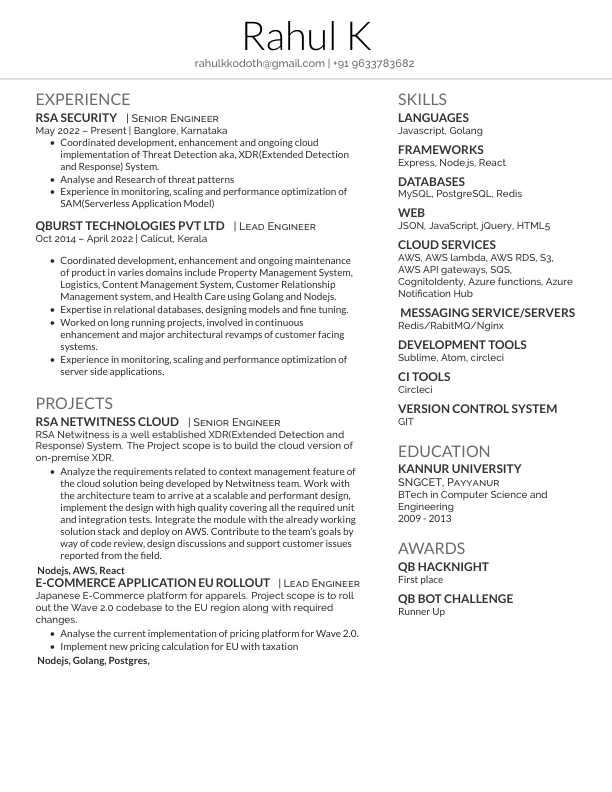 Rahul K
rahulkkodoth@gmail.com | +91 9633783682
EXPERIENCE
RSA SECURITY | SENIOR ENGINEER
May 2022 – Present | Banglore, Karnataka
• Coordinated development, enhancement and ongoing cloud
implementation of Threat Detection aka, XDR(Extended Detection
and Response) System.
• Analyse and Research of threat patterns
• Experience in monitoring, scaling and performance optimization of
SAM(Serverless Application Model)
QBURST TECHNOLOGIES PVT LTD | LEAD ENGINEER
Oct 2014 – April 2022 | Calicut, Kerala
• Coordinated development, enhancement and ongoing maintenance
of product in varies domains include Property Management System,
Logistics, Content Management System, Customer Relationship
Management system, and Health Care using Golang and Nodejs.
• Expertise in relational databases, designing models and fine tuning.
• Worked on long running projects, involved in continuous
enhancement and major architectural revamps of customer facing
systems.
• Experience in monitoring, scaling and performance optimization of
server side applications.
PROJECTS
RSA NETWITNESS CLOUD | SENIOR ENGINEER
RSA Netwitness is a well established XDR(Extended Detection and
Response) System. The Project scope is to build the cloud version of
on-premise XDR.
• Analyze the requirements related to context management feature of
the cloud solution being developed by Netwitness team. Work with
the architecture team to arrive at a scalable and performant design,
implement the design with high quality covering all the required unit
and integration tests. Integrate the module with the already working
solution stack and deploy on AWS. Contribute to the team's goals by
way of code review, design discussions and support customer issues
reported from the field.
Nodejs, AWS, React
E-COMMERCE APPLICATION EU ROLLOUT | LEAD ENGINEER
Japanese E-Commerce platform for apparels. Project scope is to roll
out the Wave 2.0 codebase to the EU region along with required
changes.
• Analyse the current implementation of pricing platform for Wave 2.0.
• Implement new pricing calculation for EU with taxation
Nodejs, Golang, Postgres,
SKILLS
LANGUAGES
Javascript, Golang
FRAMEWORKS
Express, Node.js, React
DATABASES
MySQL, PostgreSQL, Redis
WEB
JSON, JavaScript, jQuery, HTML5
CLOUD SERVICES
AWS, AWS lambda, AWS RDS, S3,
AWS API gateways, SQS,
CognitoIdenty, Azure functions, Azure
Notification Hub
MESSAGING SERVICE/SERVERS
Redis/RabitMQ/Nginx
DEVELOPMENT TOOLS
Sublime, Atom, circleci
CI TOOLS
Circleci
VERSION CONTROL SYSTEM
GIT
EDUCATION
KANNUR UNIVERSITY
SNGCET, PAYYANUR
BTech in Computer Science and
Engineering
2009 - 2013
AWARDS
QB HACKNIGHT
First place
QB BOT CHALLENGE
Runner Up